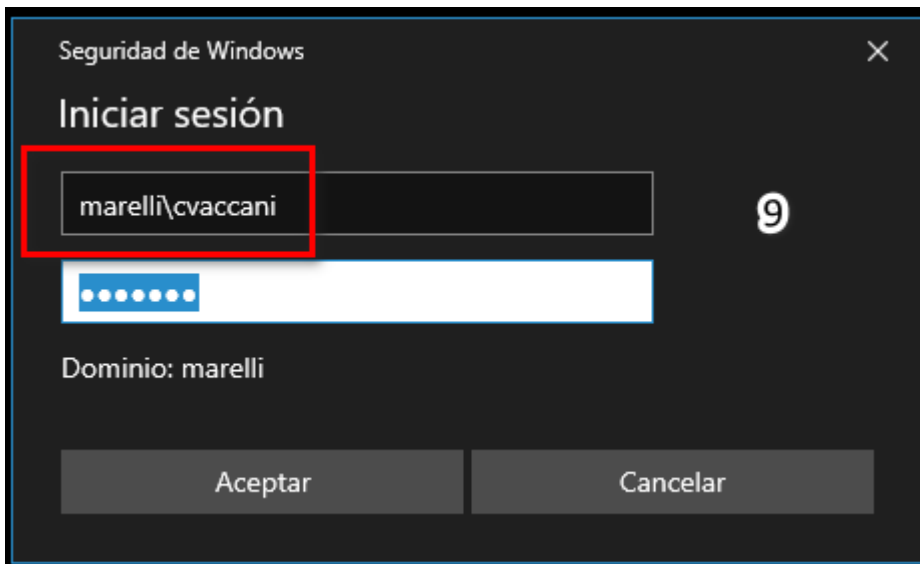 Seguridad de Windows
Iniciar sesión
marelli\cvaccani
9
•••••••
Dominio: marelli
Aceptar
Cancelar